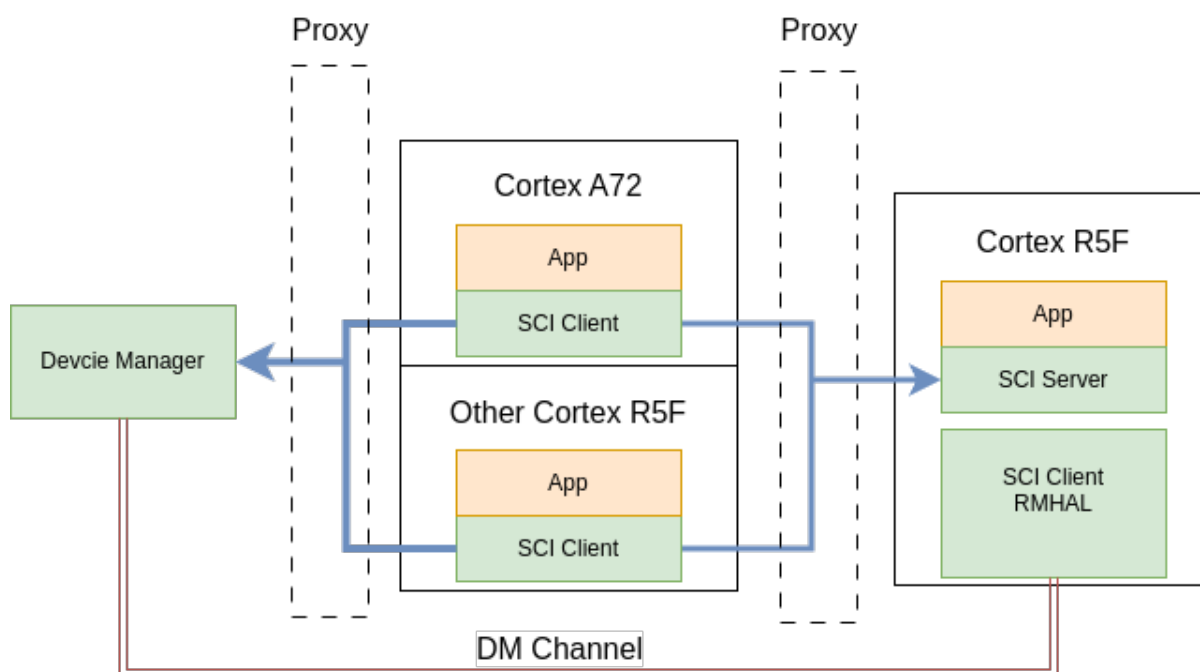 Proxy
Proxy
Cortex A72
App
SCI Client
Cortex R5F
App
SCI Server
SCI Client
RMHAL
Devcie Manager
Other Cortex R5F
App
SCI Client
DM Channel